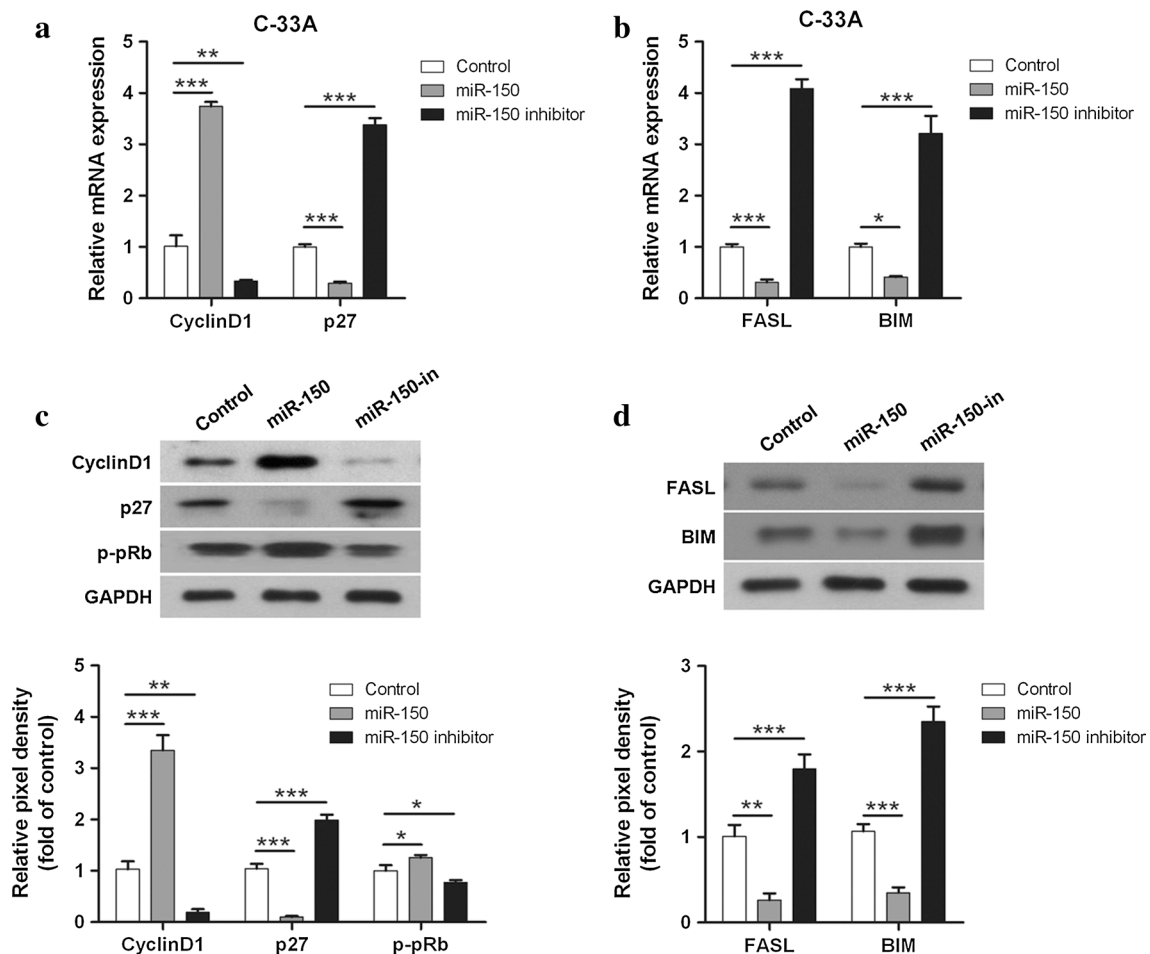 a
C-33A
Relative mRNA expression
5
4
3
2
1
0
**
***
***
***
CyclinD1
p27
Control
miR-150
miR-150 inhibitor
b
C-33A
Relative mRNA expression
5
4
3
2
1
0
***
***
***
*
FASL
BIM
Control
miR-150
miR-150 inhibitor
c
Control
miR-150
miR-150-in
CyclinD1
p27
p-pRb
GAPDH
Relative pixel density
(fold of control)
5
4
3
2
1
0
**
***
***
***
*
*
CyclinD1
p27
p-pRb
Control
miR-150
miR-150 inhibitor
d
Control
miR-150
miR-150-in
FASL
BIM
GAPDH
Relative pixel density
(fold of control)
3
2
1
0
***
**
***
***
FASL
BIM
Control
miR-150
miR-150 inhibitor